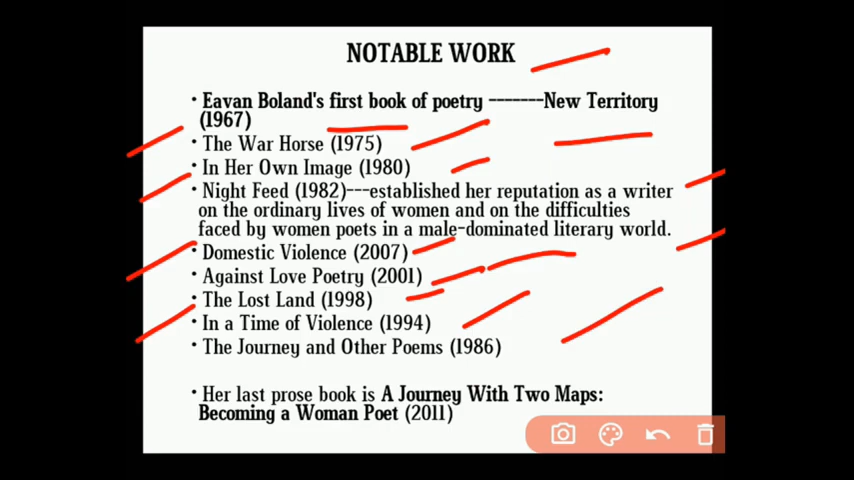 NOTABLE WORK
• Eavan Boland's first book of poetry -------New Territory
(1967)
• The War Horse (1975)
• In Her Own Image (1980)
• Night Feed (1982)---established her reputation as a writer
on the ordinary lives of women and on the difficulties
faced by women poets in a male-dominated literary world.
• Domestic Violence (2007)
• Against Love Poetry (2001)
• The Lost Land (1998)
• In a Time of Violence (1994)
• The Journey and Other Poems (1986)
• Her last prose book is A Journey With Two Maps:
Becoming a Woman Poet (2011)